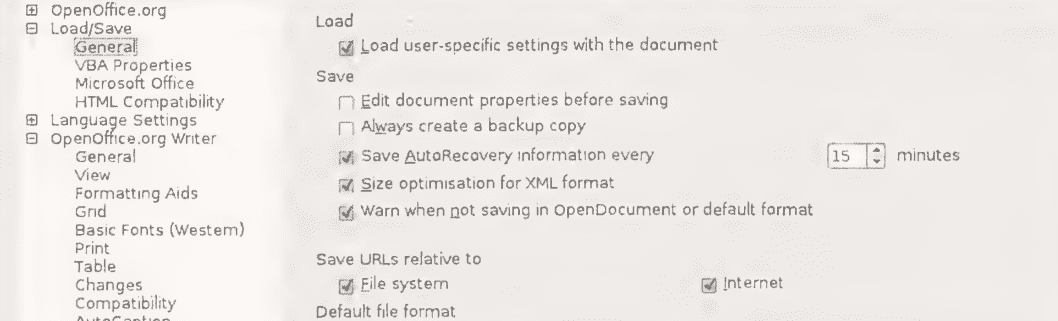 OpenOffice.org
Load/Save
General
VBA Properties
Microsoft Office
HTML Compatibility
Language Settings
OpenOffice.org Writer
General
View
Formatting Aids
Grid
Basic Fonts (Western)
Print
Table
Changes
Compatibility
AutoCaption
Load
Load user-specific settings with the document
Save
Edit document properties before saving
Always create a backup copy
Save AutoRecovery information every 15 minutes
Size optimisation for XML format
Warn when not saving in OpenDocument or default format
Save URLs relative to
File system Internet
Default file format